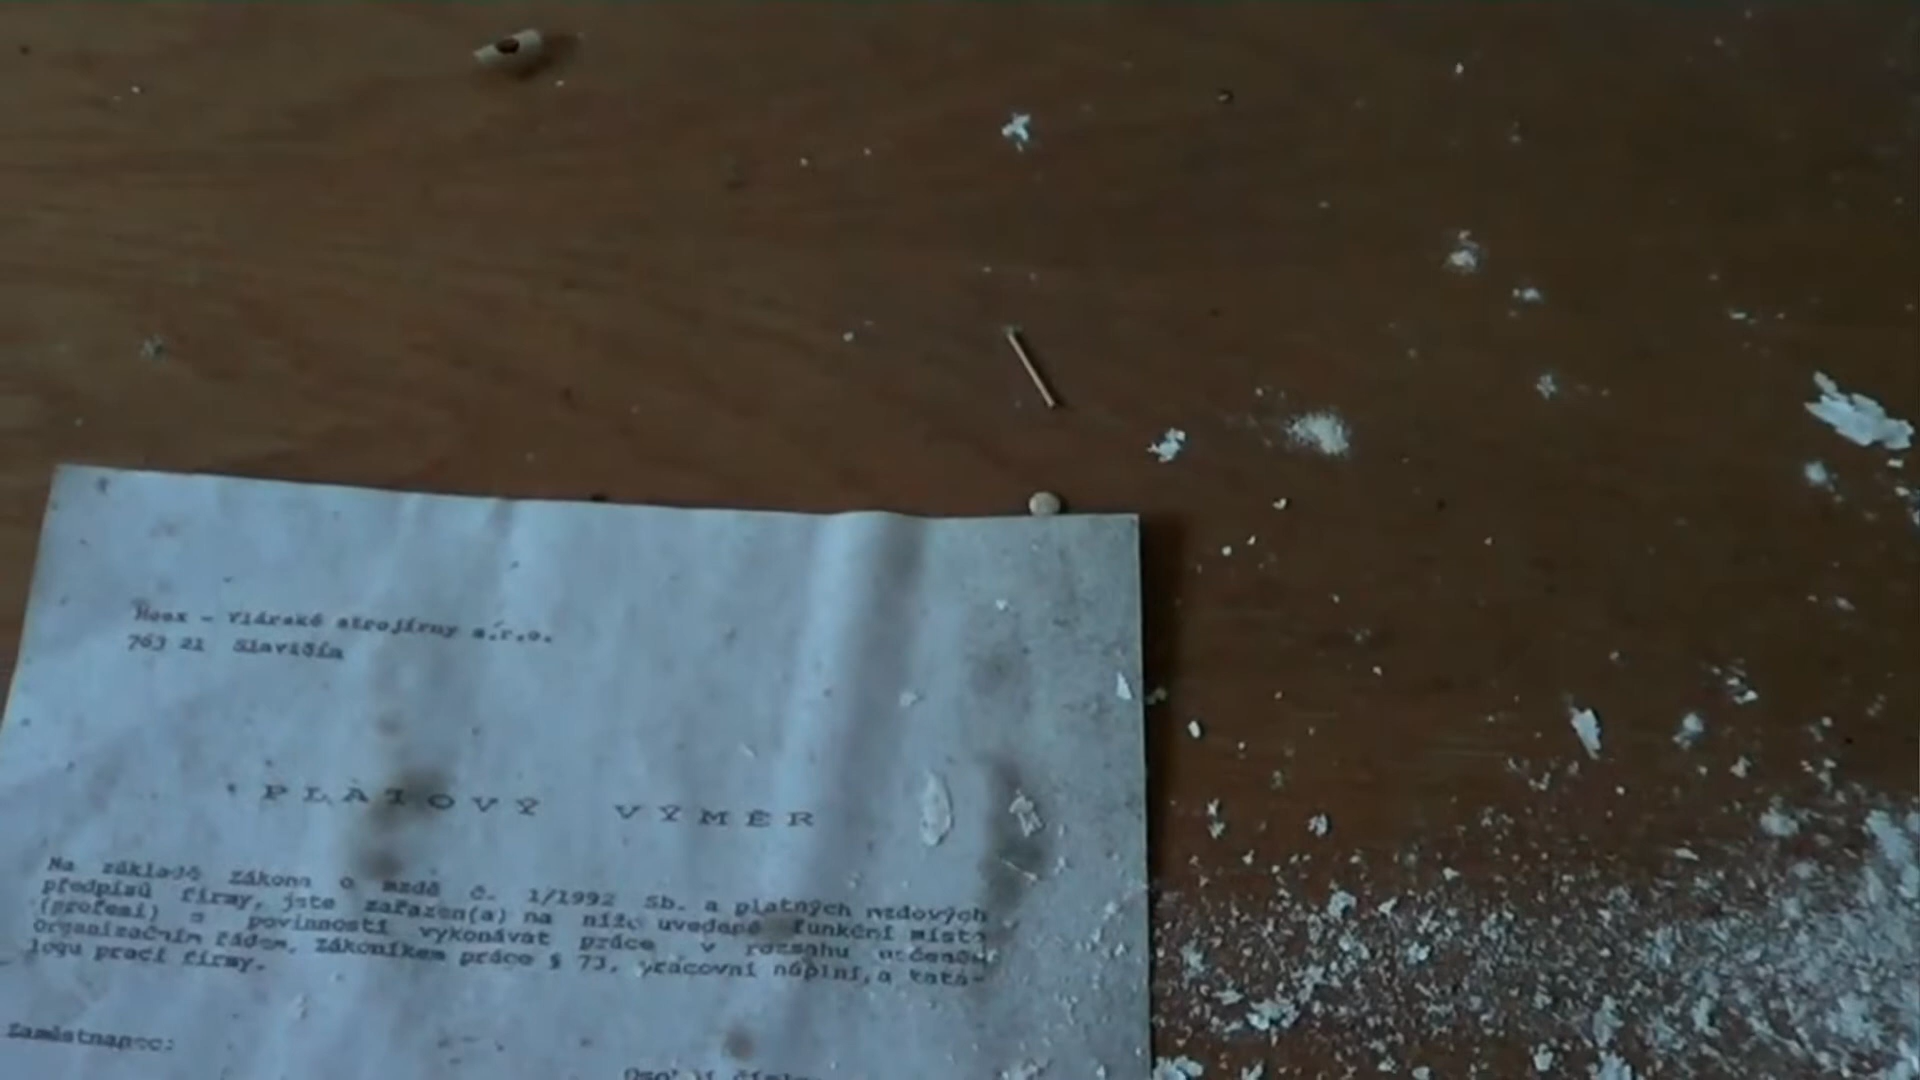 – Vlárské strojírny s.r.o.
763 21 Slavičín
PLATOVÝ VÝMĚR
Na základě zákona o mzdě č. 1/1992 Sb. a platných mzdových
předpisů firmy, jste zařazen(a) na níže uvedené funkční místo
(profesi) s povinností vykonávat práce v rozsahu určeném
Organizačním řádem, Zákoníkem práce § 73, pracovní náplní, a kata-
logu prací firmy.
Zaměstnanec: